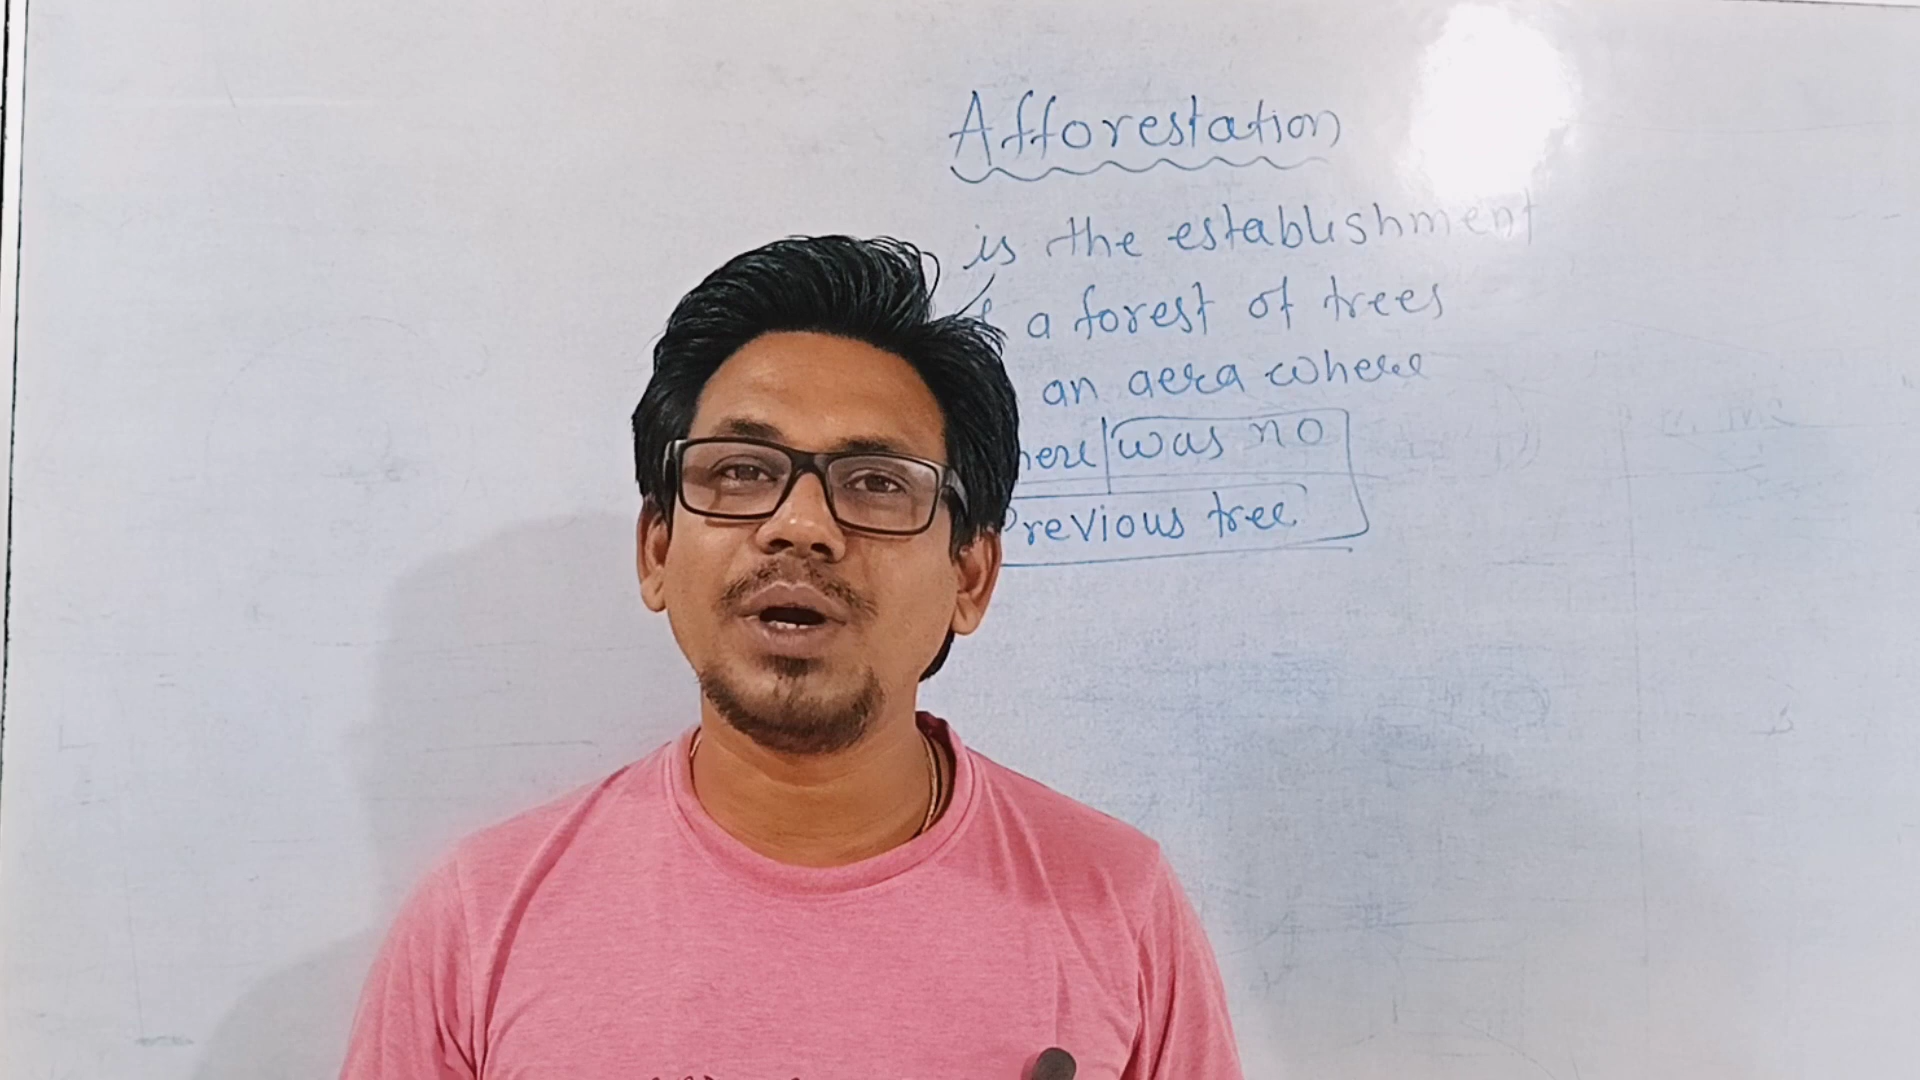 Afforestation
is the establishment
a forest of trees
an aera where
was no
Previous tree